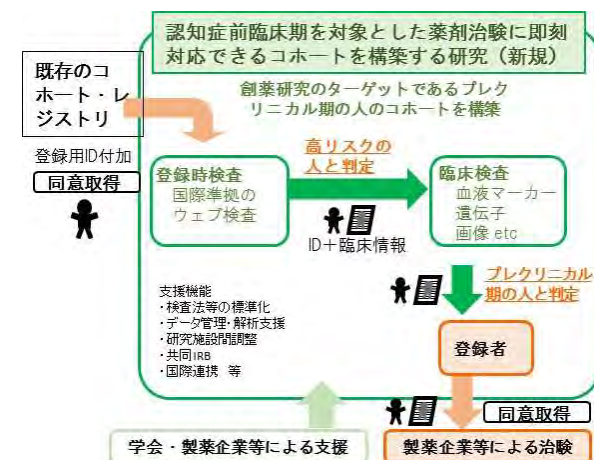 認知症前臨床期を対象とした薬剤治験に即刻
対応できるコホートを構築する研究（新規）
既存のコ
ホート・レ
ジストリ
創薬研究のターゲットであるプレク
リニカル期の人のコホートを構築
登録用ID付加
同意取得
登録時検査
国際準拠の
ウェブ検査
高リスクの
人と判定
ID＋臨床情報
臨床検査
血液マーカー
遺伝子
画像 etc
プレクリニカル
期の人と判定
支援機能
・検査法等の標準化
・データ管理・解析支援
・研究施設間調整
・共同IRB
・国際連携 等
登録者
同意取得
学会・製薬企業等による支援
製薬企業等による治験